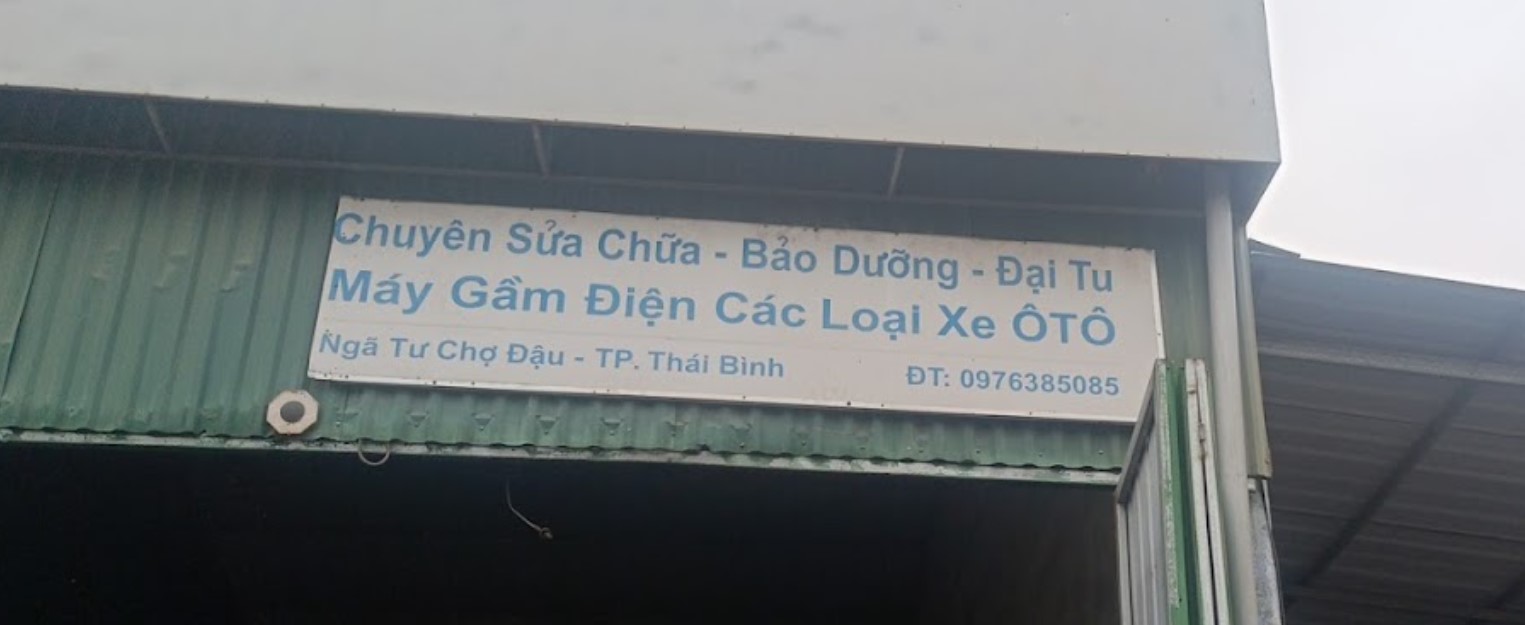 Chuyên Sửa Chữa - Bảo Dưỡng - Đại Tu
Máy Gầm Điện Các Loại Xe ÔTÔ
Ngã Tư Chợ Đậu - TP. Thái Bình ĐT: 0976385085